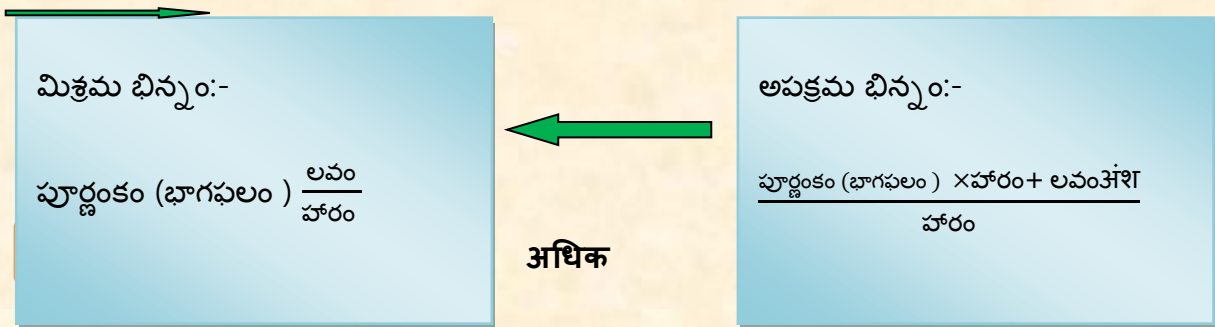 మిశ్రమ భిన్నం:-
పూర్ణంకం (భాగఫలం ) లవం
హారం
अधिक
అపక్రమ భిన్నం:-
పూర్ణంకం (భాగఫలం ) ×హారం+ లవంअंश
హారం